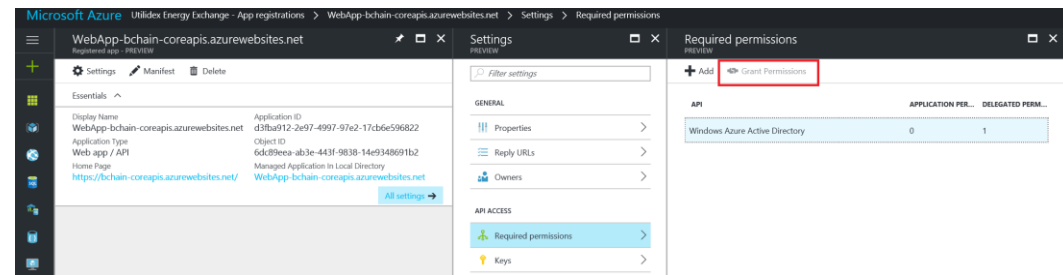 Microsoft Azure Utilidex Energy Exchange - App registrations > WebApp-bchain-coreapis.azurewebsites.net > Settings > Required permissions
WebApp-bchain-coreapis.azurewebsites.net
Registered app - PREVIEW
Settings Manifest Delete
Essentials
Display Name
WebApp-bchain-coreapis.azurewebsites.net
Application ID
d3fba912-2e97-4997-97e2-17cb6e596822
Application Type
Web app / API
Object ID
6dc89eea-ab3e-443f-9838-14e9348691b2
Home Page
https://bchain-coreapis.azurewebsites.net/
Managed Application In Local Directory
WebApp-bchain-coreapis.azurewebsites.net
All settings
Settings
PREVIEW
Filter settings
GENERAL
Properties
Reply URLs
Owners
API ACCESS
Required permissions
Keys
Required permissions
PREVIEW
Add Grant Permissions
API APPLICATION PER... DELEGATED PERM...
Windows Azure Active Directory 0 1